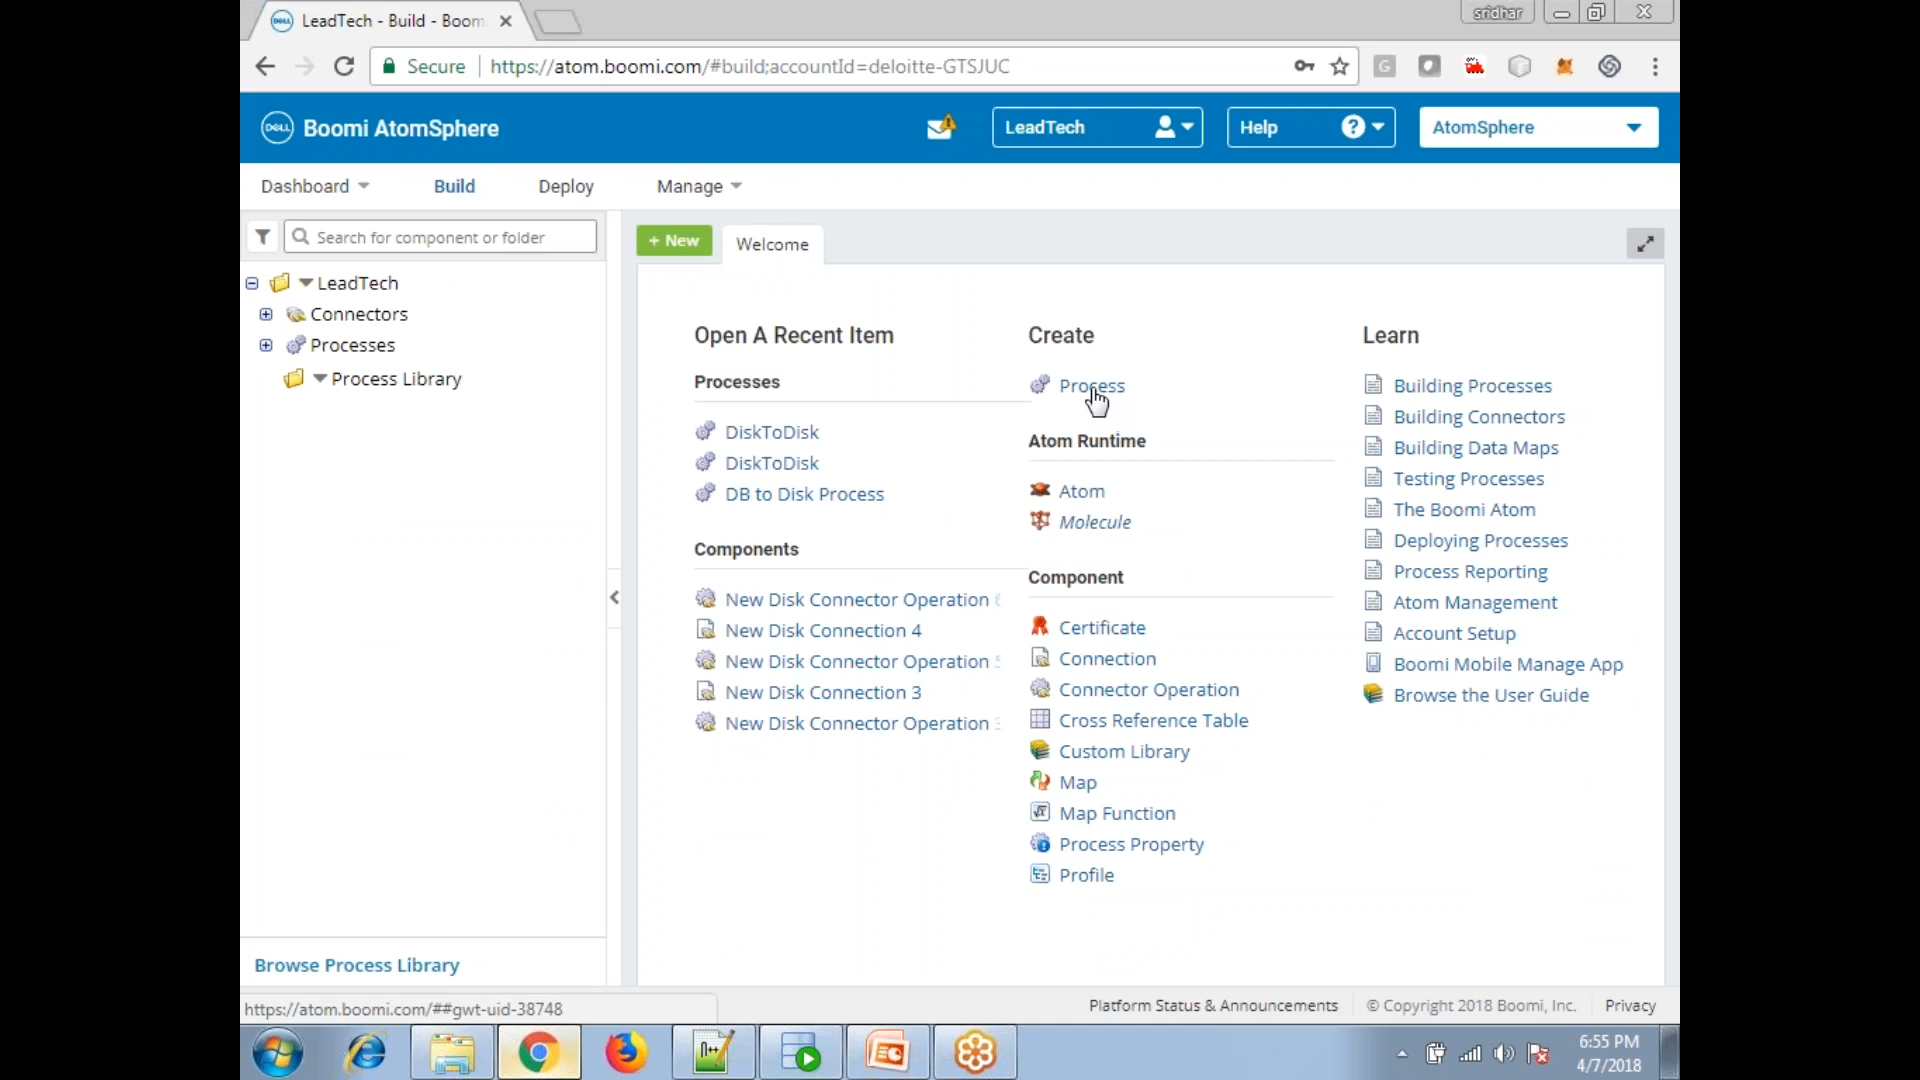 LeadTech - Build - Boom
sridhar
Secure
https://atom.boomi.com/#build;accountId=deloitte-GTSJUC
DELL
Boomi AtomSphere
LeadTech
Help
AtomSphere
Dashboard
Build
Deploy
Manage
Search for component or folder
+ New
Welcome
LeadTech
Connectors
Processes
Process Library
Open A Recent Item
Processes
DiskToDisk
DiskToDisk
DB to Disk Process
Components
New Disk Connector Operation
New Disk Connection 4
New Disk Connector Operation
New Disk Connection 3
New Disk Connector Operation
Create
Process
Atom Runtime
Atom
Molecule
Component
Certificate
Connection
Connector Operation
Cross Reference Table
Custom Library
Map
Map Function
Process Property
Profile
Learn
Building Processes
Building Connectors
Building Data Maps
Testing Processes
The Boomi Atom
Deploying Processes
Process Reporting
Atom Management
Account Setup
Boomi Mobile Manage App
Browse the User Guide
Browse Process Library
https://atom.boomi.com/##gwt-uid-38748
Platform Status & Announcements
© Copyright 2018 Boomi, Inc.
Privacy
6:55 PM
4/7/2018